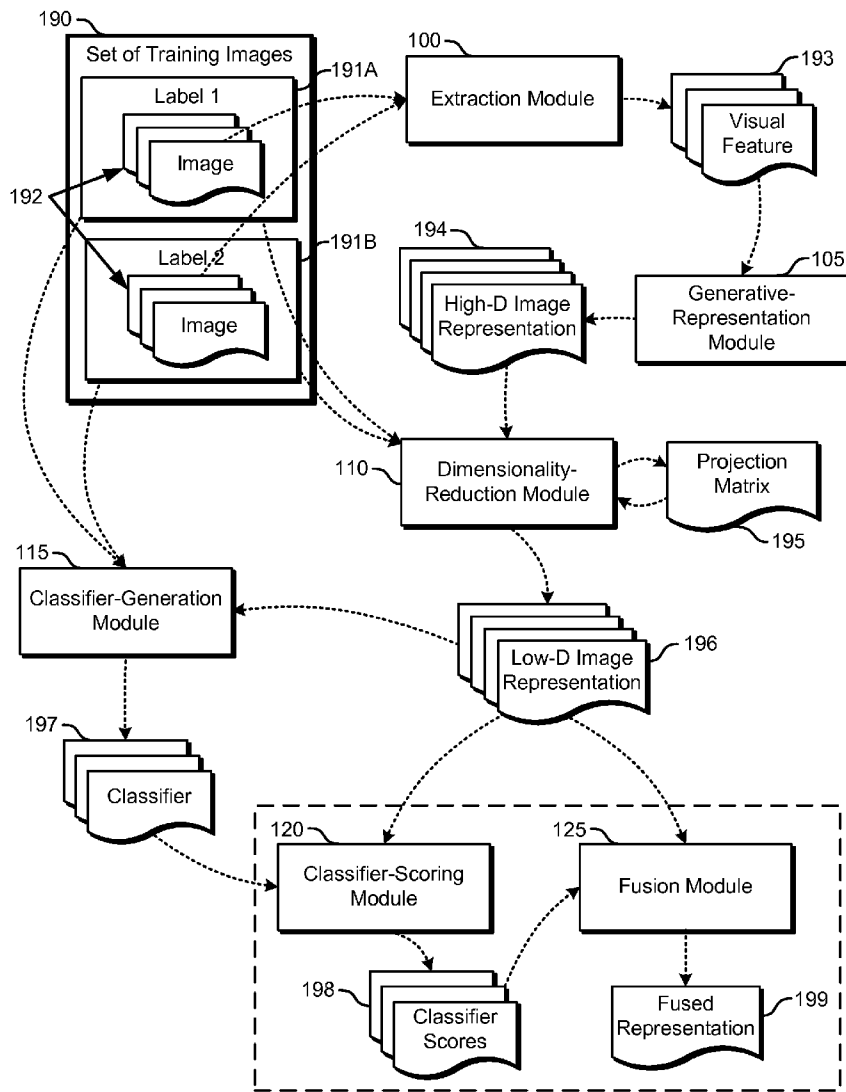 190
Set of Training Images
191A
Label 1
Image
192
191B
Label 2
Image
100
Extraction Module
193
Visual
Feature
194
High-D Image
Representation
105
Generative-
Representation
Module
110
Dimensionality-
Reduction Module
Projection
Matrix
195
115
Classifier-Generation
Module
Low-D Image
Representation
196
197
Classifier
120
Classifier-Scoring
Module
125
Fusion Module
198
Classifier
Scores
Fused
Representation
199